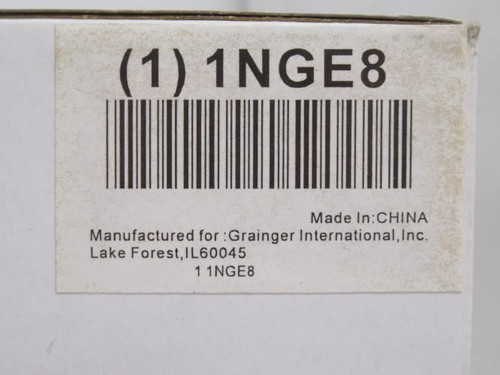 (1) 1NGE8
Made In:CHINA
Manufactured for :Grainger International,Inc.
Lake Forest,IL60045
1 1NGE8